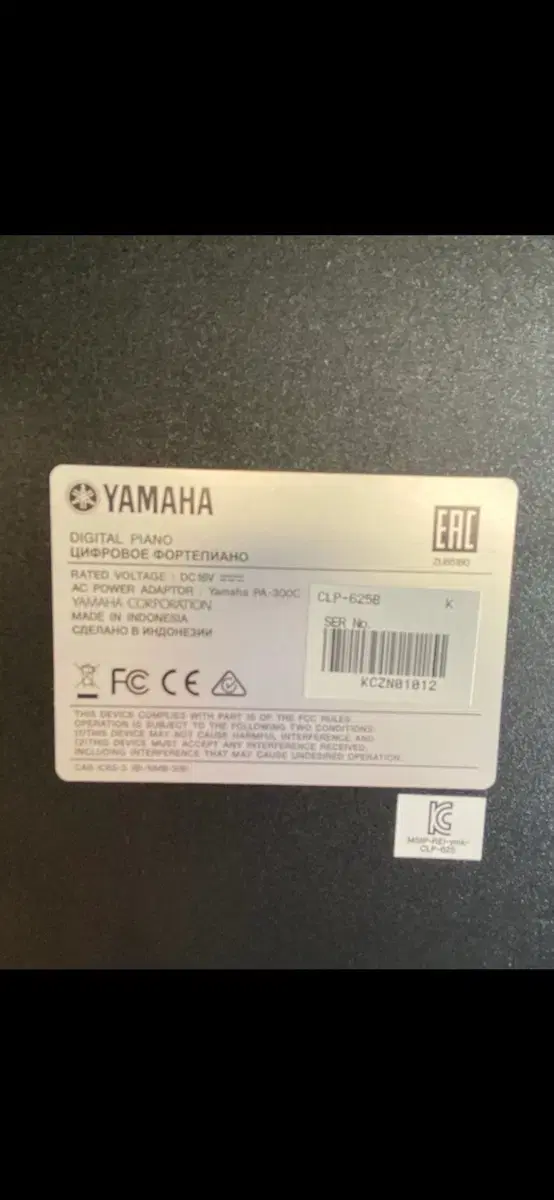 YAMAHA
EAC
DIGITAL PIANO
ЦИФРОВОЕ ФОРТЕПИАНО
RATED VOLTAGE : DC16V
AC POWER ADAPTOR : Yamaha PA-300C
YAMAHA CORPORATION
MADE IN INDONESIA
СДЕЛАНО В ИНДОНЕЗИИ
CLP-625B K
SER No.
KCZN01012
FC CE
THIS DEVICE COMPLIES WITH PART 15 OF THE FCC RULES.
OPERATION IS SUBJECT TO THE FOLLOWING TWO CONDITIONS:
(1)THIS DEVICE MAY NOT CAUSE HARMFUL INTERFERENCE, AND
(2)THIS DEVICE MUST ACCEPT ANY INTERFERENCE RECEIVED,
INCLUDING INTERFERENCE THAT MAY CAUSE UNDESIRED OPERATION.
CLP-625